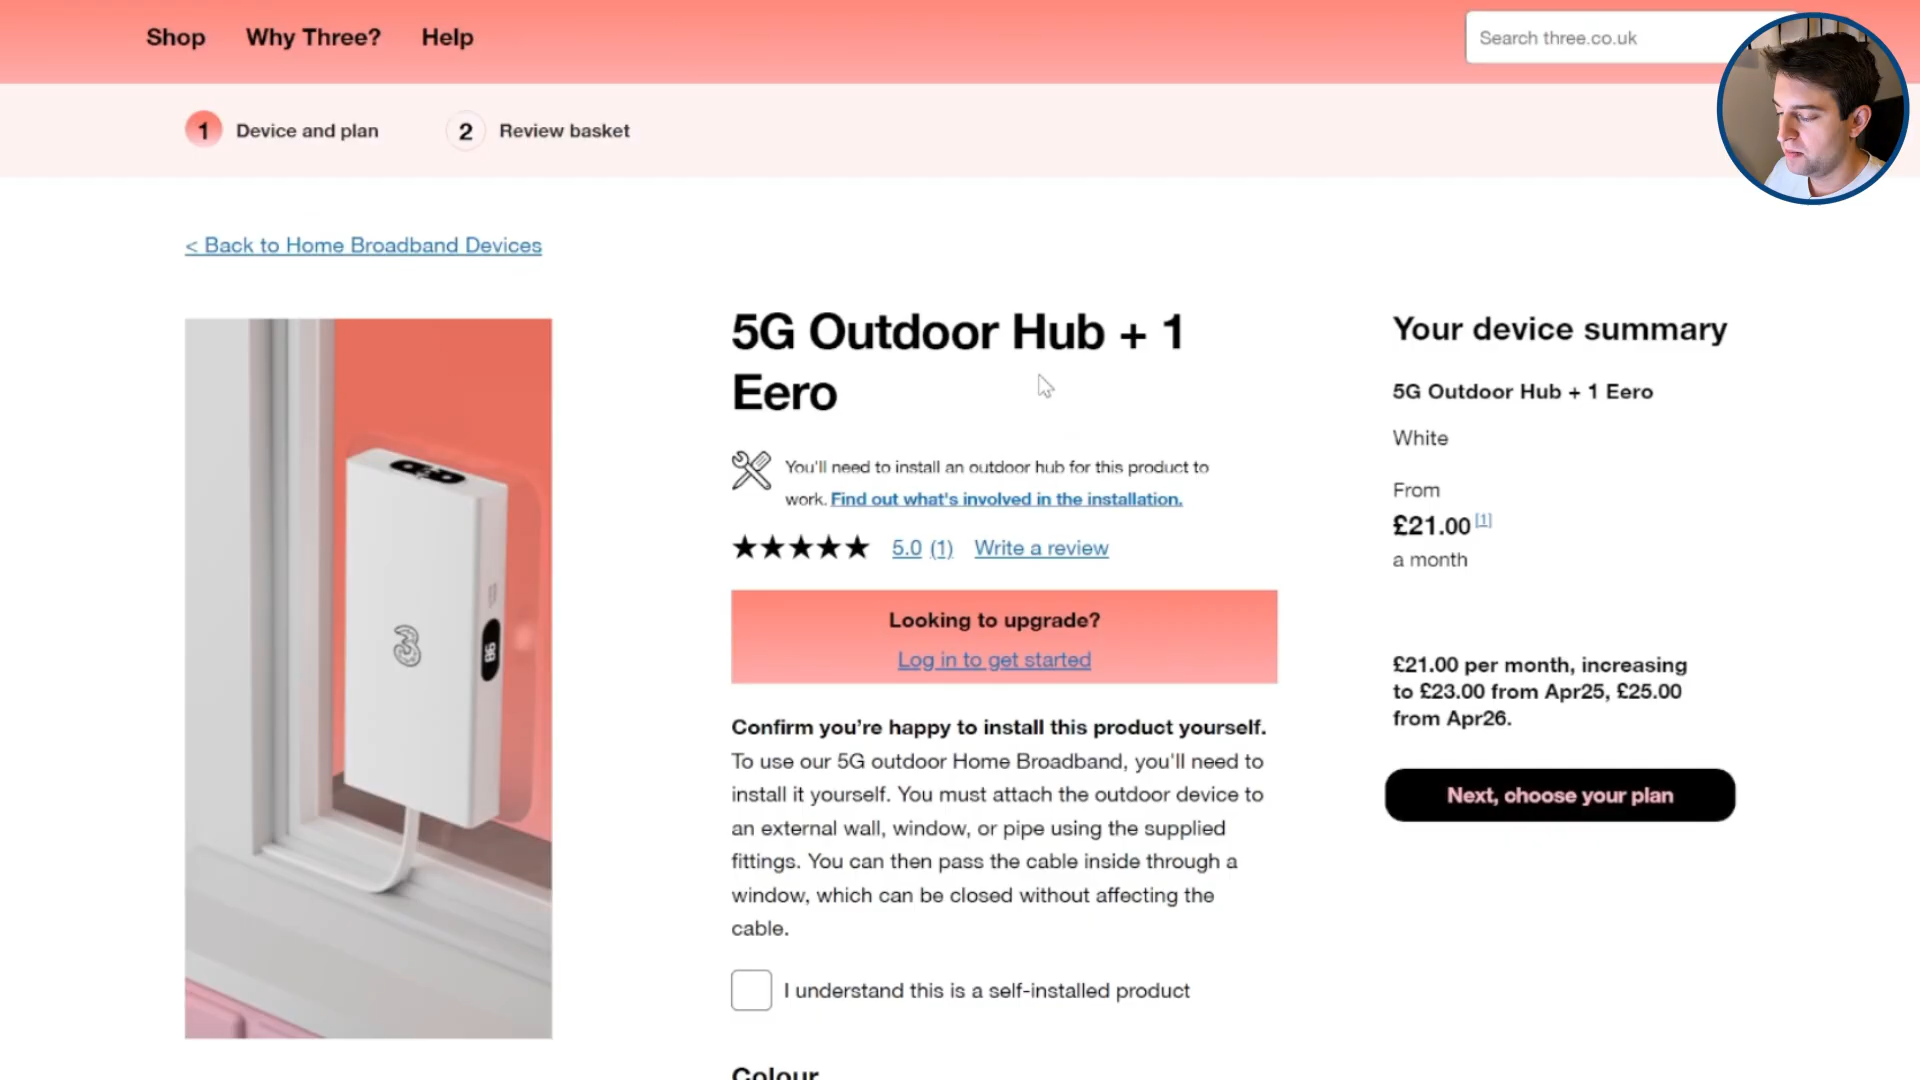 Shop Why Three? Help
Search three.co.uk
1 Device and plan
2 Review basket
< Back to Home Broadband Devices
5G Outdoor Hub + 1
Eero
You'll need to install an outdoor hub for this product to
work. Find out what's involved in the installation.
5.0 (1) Write a review
Looking to upgrade?
Log in to get started
Confirm you're happy to install this product yourself.
To use our 5G outdoor Home Broadband, you'll need to
install it yourself. You must attach the outdoor device to
an external wall, window, or pipe using the supplied
fittings. You can then pass the cable inside through a
window, which can be closed without affecting the
cable.
I understand this is a self-installed product
Colour
Your device summary
5G Outdoor Hub + 1 Eero
White
From
£21.00 [1]
a month
£21.00 per month, increasing
to £23.00 from Apr25, £25.00
from Apr26.
Next, choose your plan
3